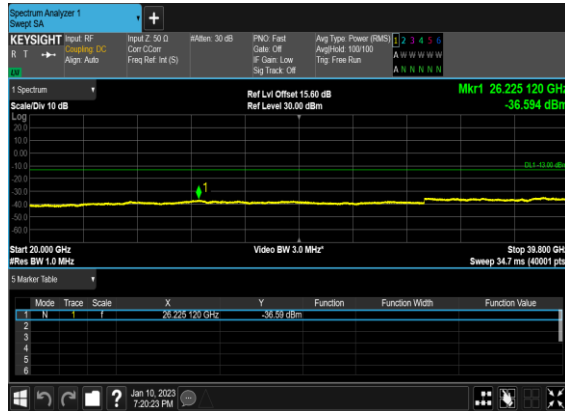 Spectrum Analyzer 1
Swept SA
KEYSIGHT
R T
Input: RF
Coupling: DC
Align: Auto
Input Z: 50 Ω
Corr CCorr
Freq Ref: Int (S)
#Atten: 30 dB
PNO: Fast
Gate: Off
IF Gain: Low
Sig Track: Off
Avg Type: Power (RMS)
Avg|Hold: 100/100
Trig: Free Run
1 2 3 4 5 6
A W W W W W
A N N N N N
1 Spectrum
Scale/Div 10 dB
Ref Lvl Offset 15.60 dB
Ref Level 30.00 dBm
Mkr1 26.225 120 GHz
-36.594 dBm
Log
20.0
10.0
0.00
-10.0
-20.0
-30.0
-40.0
-50.0
-60.0
DL1 -13.00 dBm
1
Start 20.000 GHz
#Res BW 1.0 MHz
Video BW 3.0 MHz*
Stop 39.800 GHz
Sweep 34.7 ms (40001 pts)
5 Marker Table
Mode Trace Scale X Y Function Function Width Function Value
1 N 1 f 26.225 120 GHz -36.59 dBm
2
3
4
5
6
Jan 10, 2023
7:20:23 PM